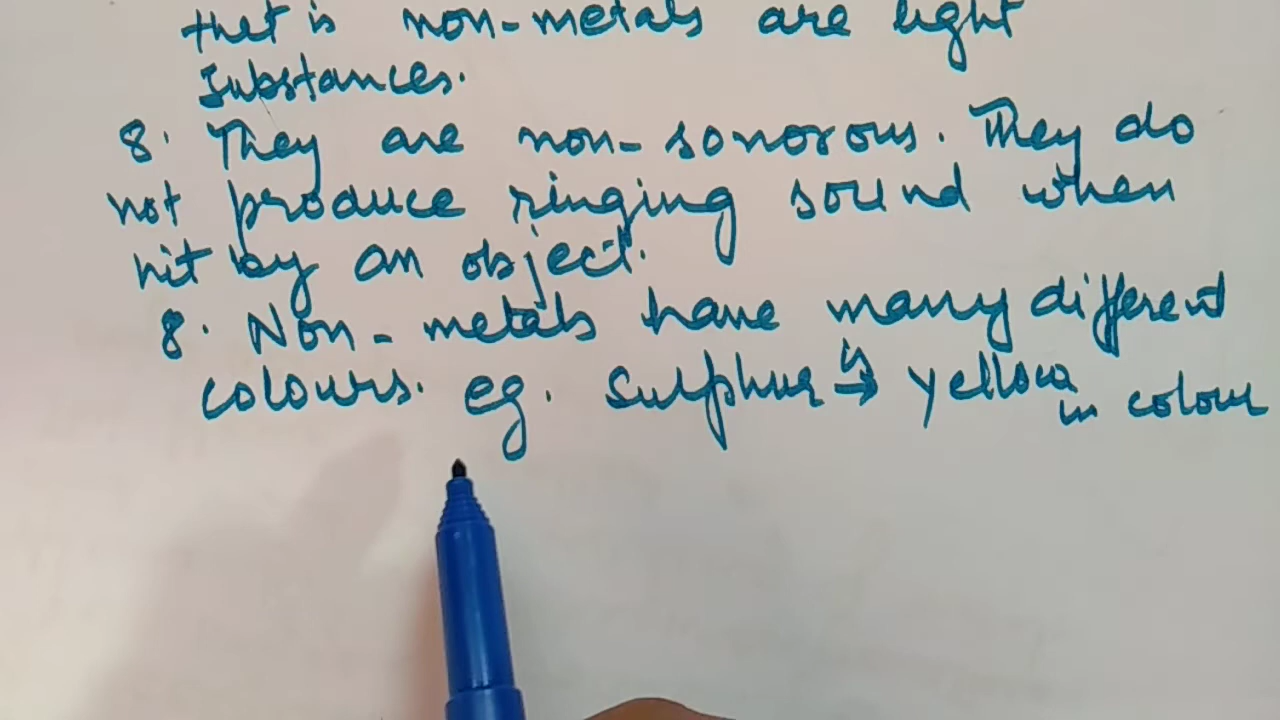 that is non-metals are light
substances.
8. They are non-sonorous. They do
not produce ringing sound when
hit by an object.
8. Non-metals have many different
colours. eg. Sulphur is → yellow in colour